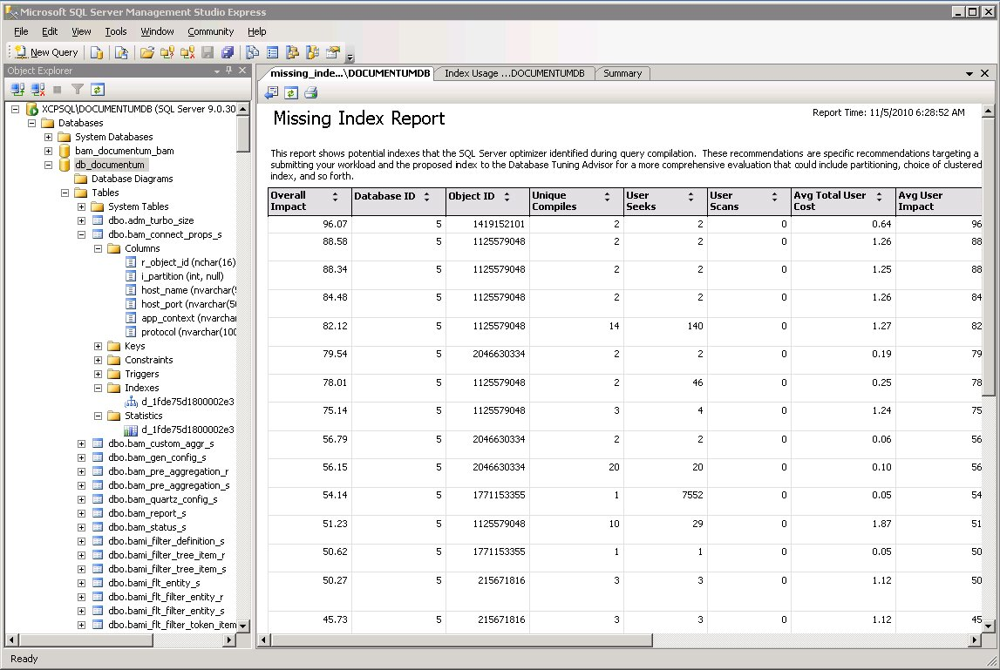 Microsoft SQL Server Management Studio Express
File Edit View Tools Window Community Help
New Query
Object Explorer
XCPSQL\DOCUMENTUMDB (SQL Server 9.0.30
Databases
System Databases
bam_documentum_bam
db_documentum
Database Diagrams
Tables
System Tables
dbo.adm_turbo_size
dbo.bam_connect_props_s
Columns
r_object_id (nchar(16)
i_partition (int, null)
host_name (nvarchar(
host_port (nvarchar(50
app_context (nvarchar
protocol (nvarchar(100
Keys
Constraints
Triggers
Indexes
d_1fde75d1800002e3
Statistics
d_1fde75d1800002e3
dbo.bam_custom_aggr_s
dbo.bam_gen_config_s
dbo.bam_pre_aggregation_r
dbo.bam_pre_aggregation_s
dbo.bam_quartz_config_s
dbo.bam_report_s
dbo.bam_status_s
dbo.bami_filter_definition_s
dbo.bami_filter_tree_item_r
dbo.bami_filter_tree_item_s
dbo.bami_flt_entity_s
dbo.bami_flt_filter_entity_r
dbo.bami_flt_filter_entity_s
dbo.bami_flt_filter_token_item
missing_inde...\DOCUMENTUMDB Index Usage ...DOCUMENTUMDB Summary
Missing Index Report
Report Time: 11/5/2010 6:28:52 AM
This report shows potential indexes that the SQL Server optimizer identified during query compilation. These recommendations are specific recommendations targeting a
submitting your workload and the proposed index to the Database Tuning Advisor for a more comprehensive evaluation that could include partitioning, choice of clustered
index, and so forth.
Overall Impact Database ID Object ID Unique Compiles User Seeks User Scans Avg Total User Cost Avg User Impact
96.07 5 1419152101 2 2 0 0.64 96
88.58 5 1125579048 2 2 0 1.26 88
88.34 5 1125579048 2 2 0 1.25 88
84.48 5 1125579048 2 2 0 1.26 84
82.12 5 1125579048 14 140 0 1.27 82
79.54 5 2046630334 2 2 0 0.19 79
78.01 5 1125579048 2 46 0 0.25 78
75.14 5 1125579048 3 4 0 1.24 75
56.79 5 2046630334 2 2 0 0.06 56
56.15 5 2046630334 20 20 0 0.10 56
54.14 5 1771153355 1 7552 0 0.05 54
51.23 5 1125579048 10 29 0 1.87 51
50.62 5 1771153355 1 1 0 0.05 50
50.27 5 215671816 3 3 0 1.12 50
45.73 5 215671816 3 3 0 1.12 45
Ready